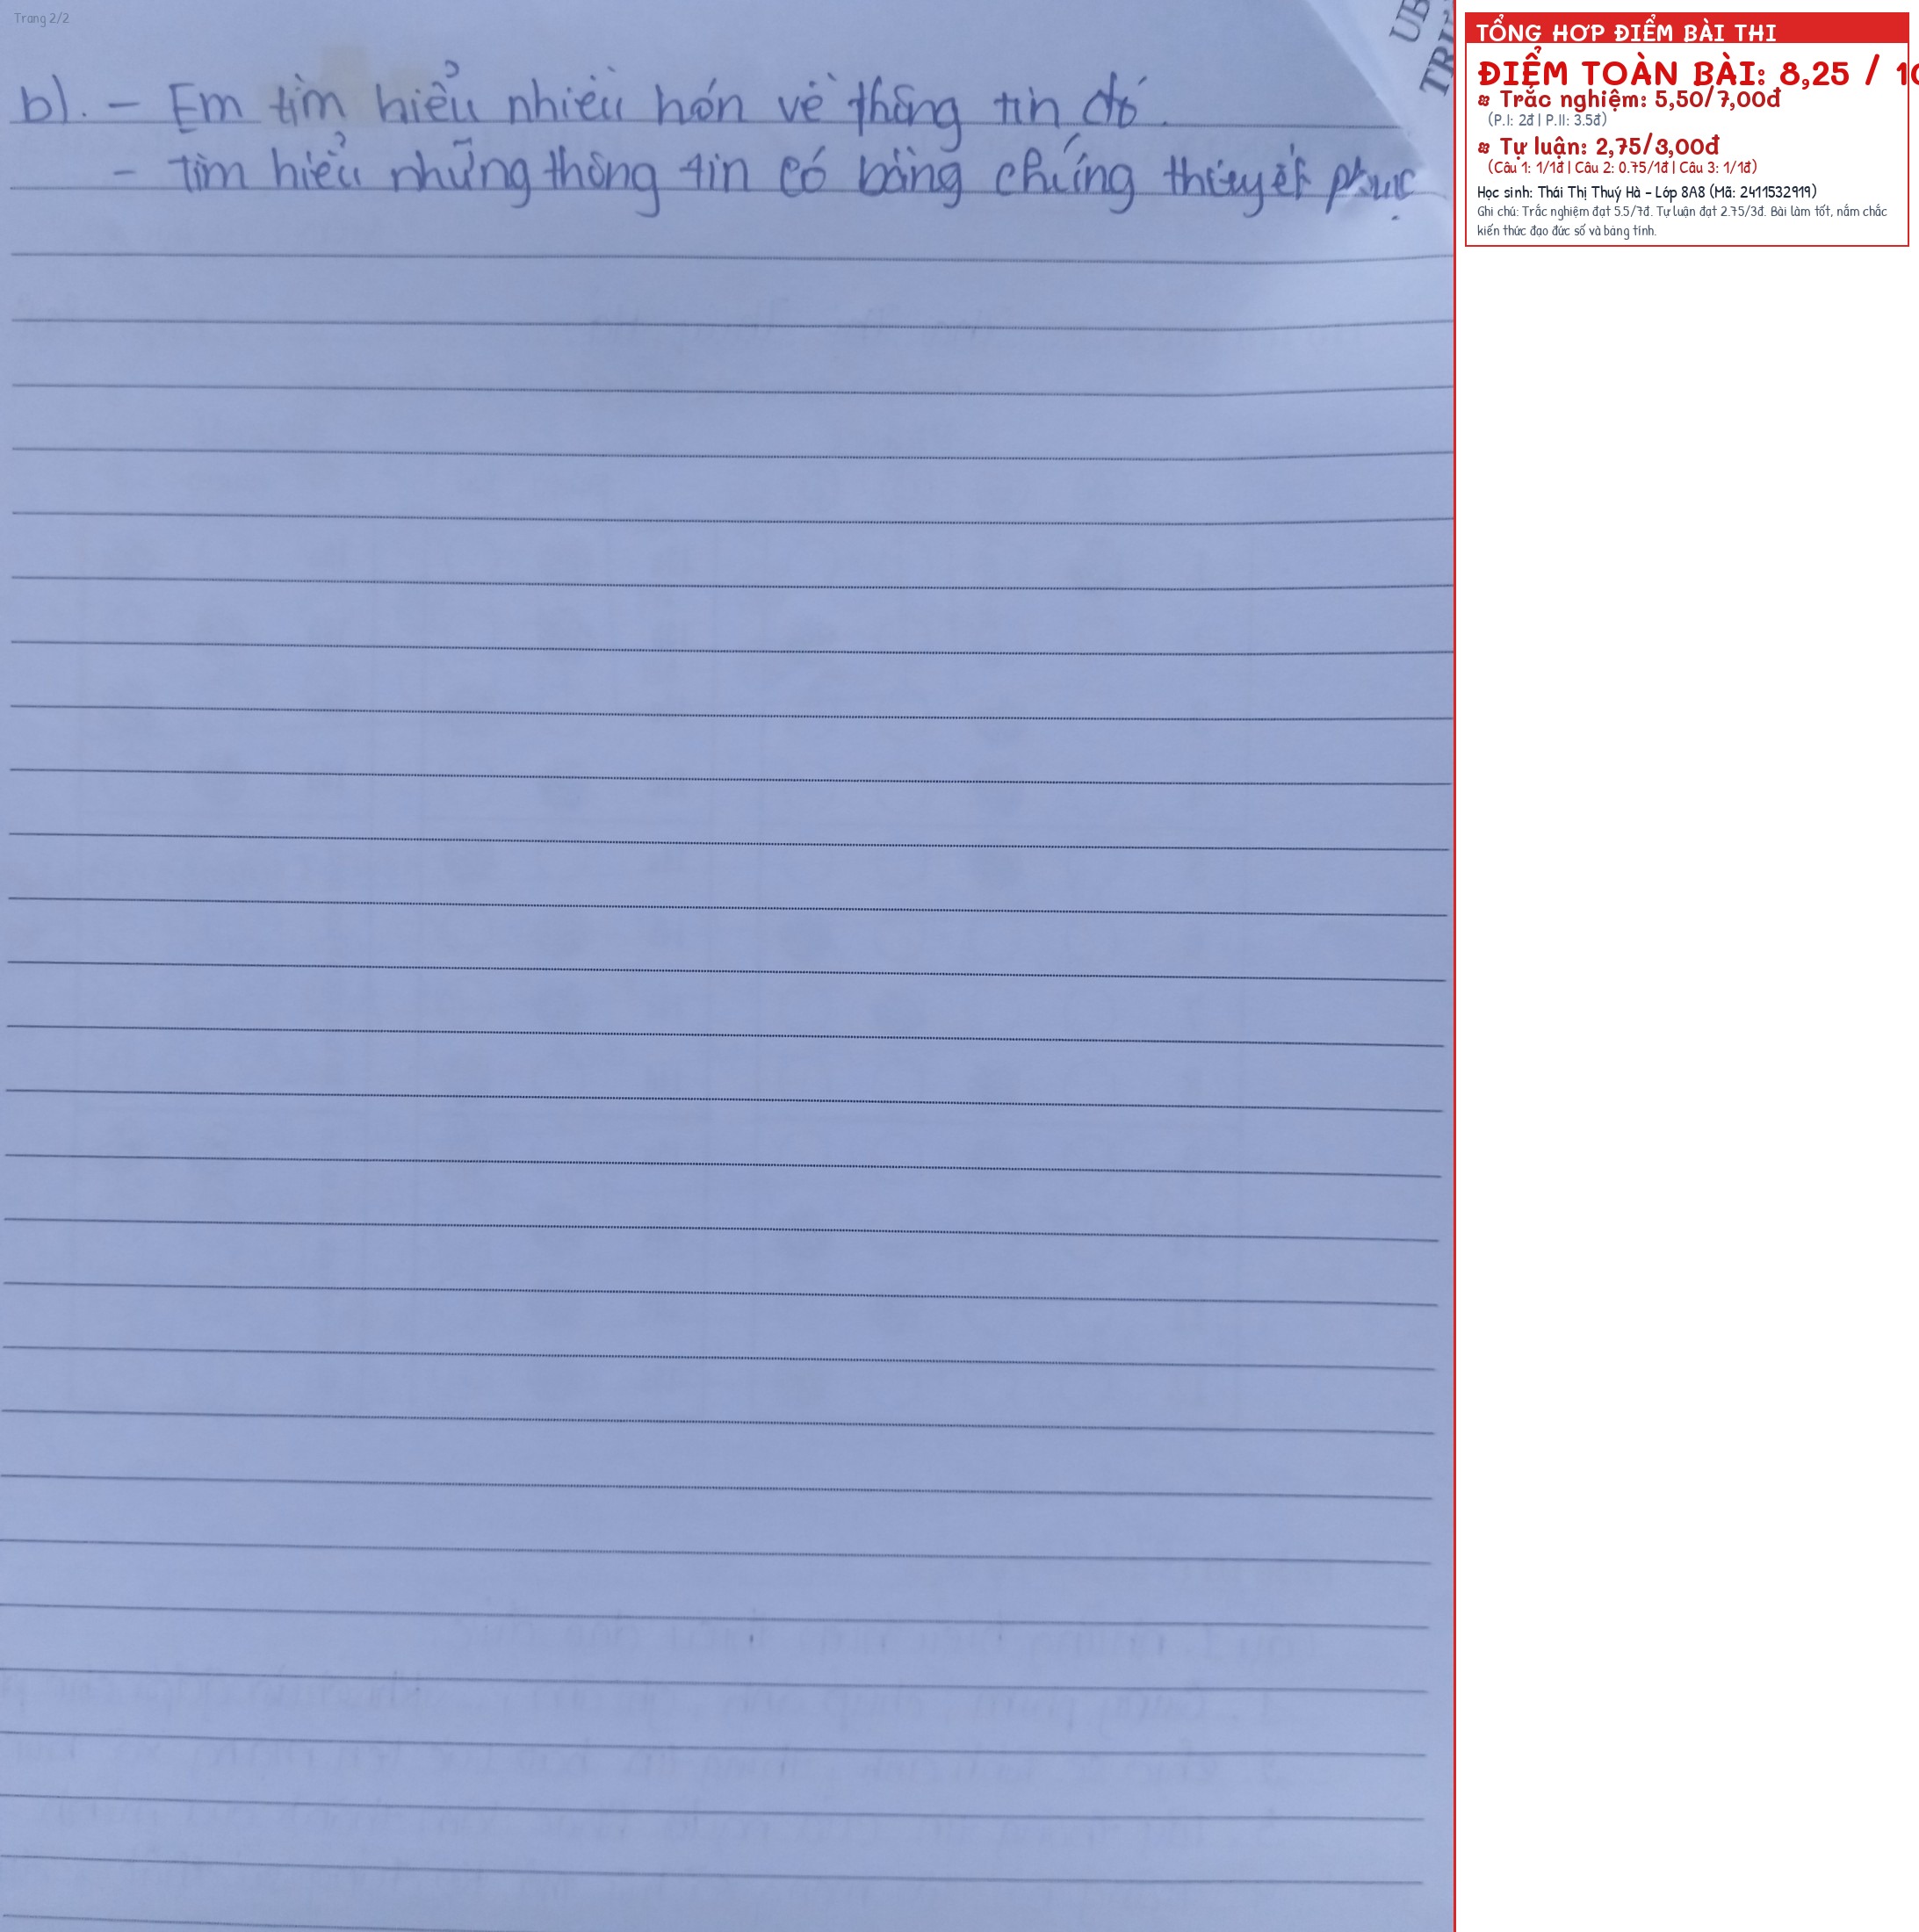 Trang 2/2
UB
TRƯ
b). - Em tìm hiểu nhiều hơn về thông tin đó.
- tìm hiểu những thông tin có bằng chứng thuyết phục
TỔNG HỢP ĐIỂM BÀI THI
ĐIỂM TOÀN BÀI: 8,25 / 10
Trắc nghiệm: 5,50/7,00đ
(P.I: 2đ | P.II: 3.5đ)
Tự luận: 2,75/3,00đ
(Câu 1: 1/1đ | Câu 2: 0.75/1đ | Câu 3: 1/1đ)
Học sinh: Thái Thị Thuý Hà - Lớp 8A8 (Mã: 2411532919)
Ghi chú: Trắc nghiệm đạt 5.5/7đ. Tự luận đạt 2.75/3đ. Bài làm tốt, nắm chắc
kiến thức đạo đức số và bảng tính.